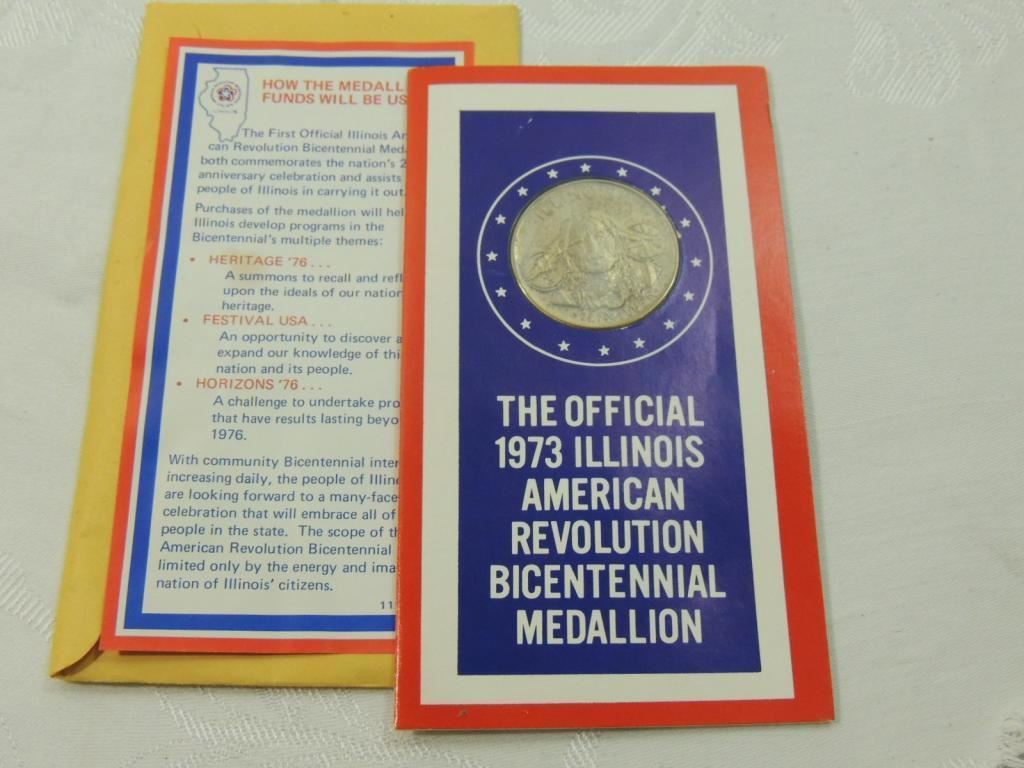 HOW THE MEDALL
FUNDS WILL BE US
The First Official Illinois Am
can Revolution Bicentennial Meda
both commemorates the nation's 2
anniversary celebration and assists
people of Illinois in carrying it out.
Purchases of the medallion will hel
Illinois develop programs in the
Bicentennial's multiple themes:
• HERITAGE '76...
A summons to recall and refl
upon the ideals of our nation
heritage.
• FESTIVAL USA...
An opportunity to discover a
expand our knowledge of thi
nation and its people.
• HORIZONS '76...
A challenge to undertake pro
that have results lasting beyo
1976.
With community Bicentennial inter
increasing daily, the people of Illino
are looking forward to a many-face
celebration that will embrace all of
people in the state. The scope of th
American Revolution Bicentennial
limited only by the energy and ima
nation of Illinois' citizens.
11
THE OFFICIAL
1973 ILLINOIS
AMERICAN
REVOLUTION
BICENTENNIAL
MEDALLION